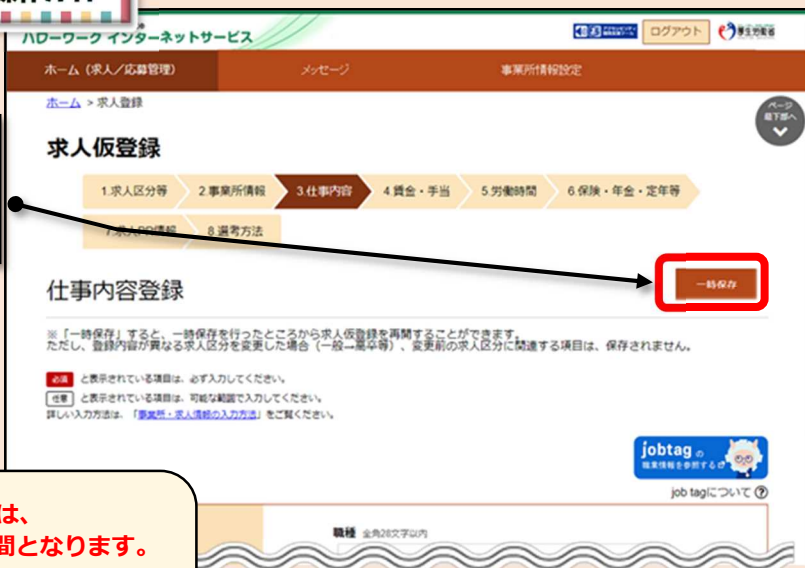 ハローワーク インターネットサービス
ログアウト
厚生労働省
ホーム（求人／応募管理）
メッセージ
事業所情報設定
ホーム > 求人登録
ページ
最下部へ
求人仮登録
1.求人区分等
2.事業所情報
3.仕事内容
4.賃金・手当
5.労働時間
6.保険・年金・定年等
7.求人PR情報
8.選考方法
仕事内容登録
一時保存
※「一時保存」すると、一時保存を行ったところから求人仮登録を再開することができます。
ただし、登録内容が異なる求人区分を変更した場合（一般→高卒等）、変更前の求人区分に関連する項目は、保存されません。
必須 と表示されている項目は、必ず入力してください。
任意 と表示されている項目は、可能な範囲で入力してください。
詳しい入力方法は、「事業所・求人情報の入力方法」をご覧ください。
jobtag の
職業情報を参照する
job tagについて ?
は、
間となります。
職種 全角28文字以内